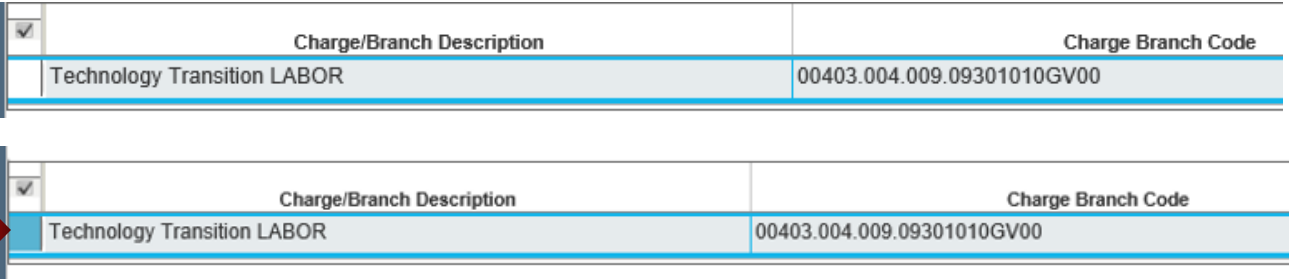 Charge/Branch Description Charge Branch Code
Technology Transition LABOR 00403.004.009.09301010GV00
Charge/Branch Description Charge Branch Code
Technology Transition LABOR 00403.004.009.09301010GV00